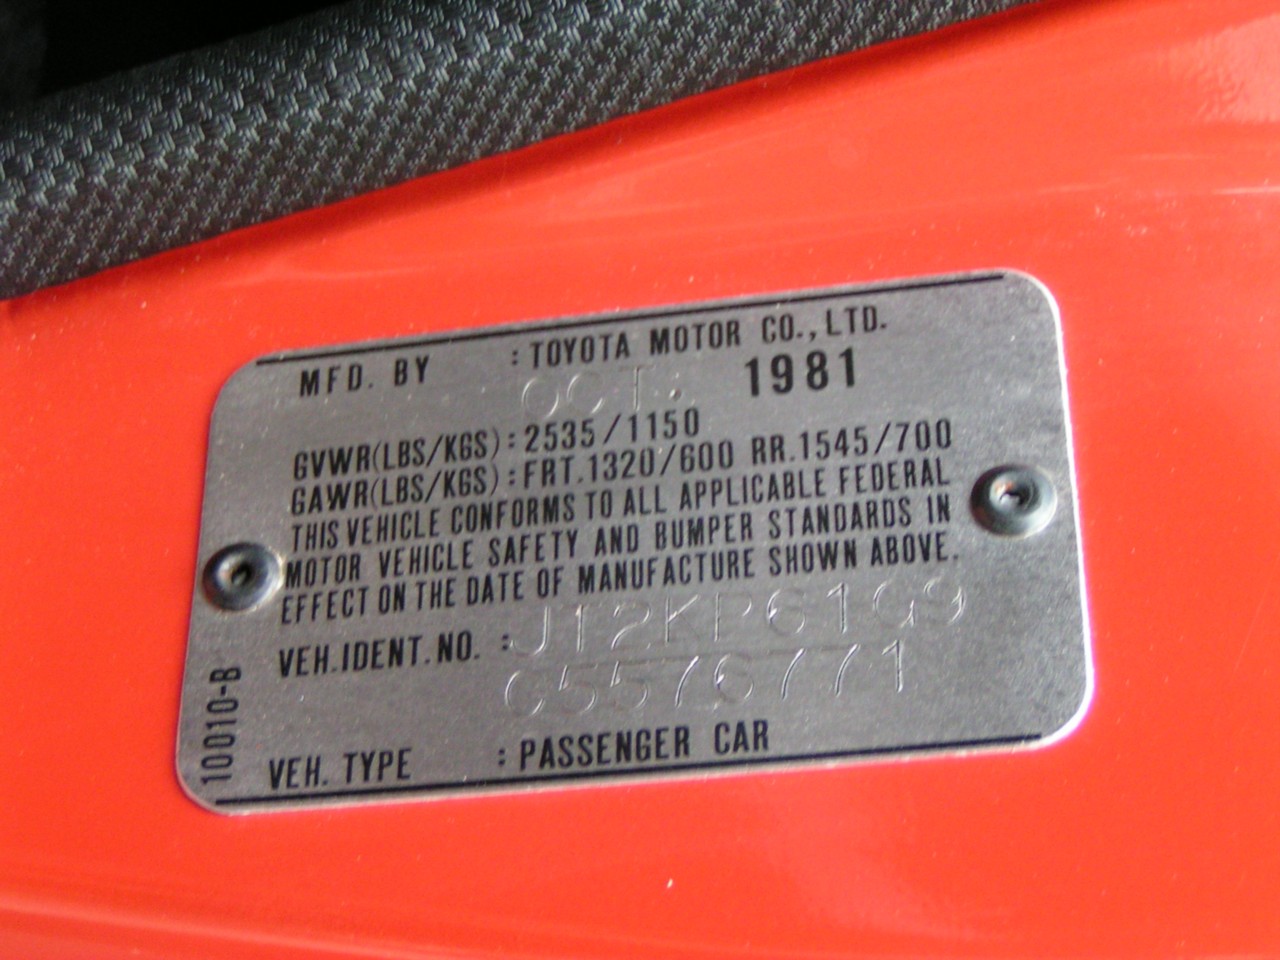 MFD. BY : TOYOTA MOTOR CO., LTD.
OCT. 1981
GVWR(LBS/KGS) : 2535/1150
GAWR(LBS/KGS) : FRT.1320/600 RR.1545/700
THIS VEHICLE CONFORMS TO ALL APPLICABLE FEDERAL
MOTOR VEHICLE SAFETY AND BUMPER STANDARDS IN
EFFECT ON THE DATE OF MANUFACTURE SHOWN ABOVE.
VEH.IDENT.NO. : JT2KP61G9
C5576771
VEH. TYPE : PASSENGER CAR
10010-B